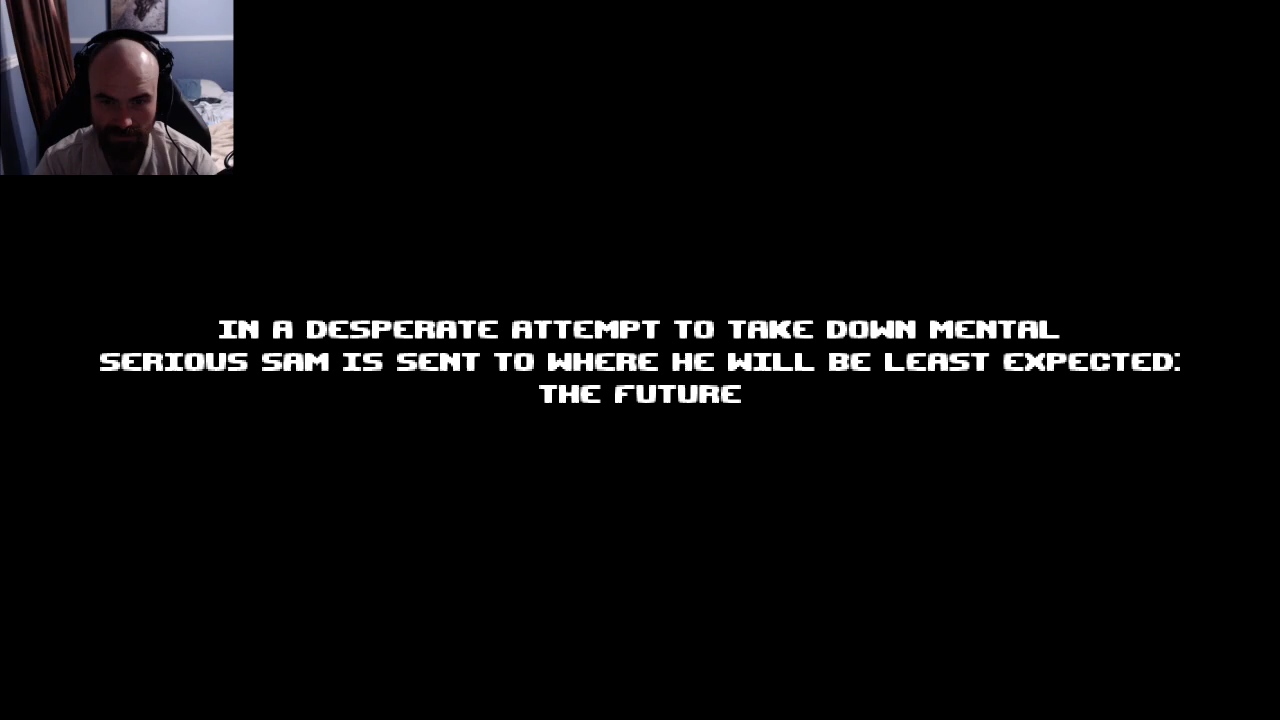 IN A DESPERATE ATTEMPT TO TAKE DOWN MENTAL
SERIOUS SAM IS SENT TO WHERE HE WILL BE LEAST EXPECTED:
THE FUTURE